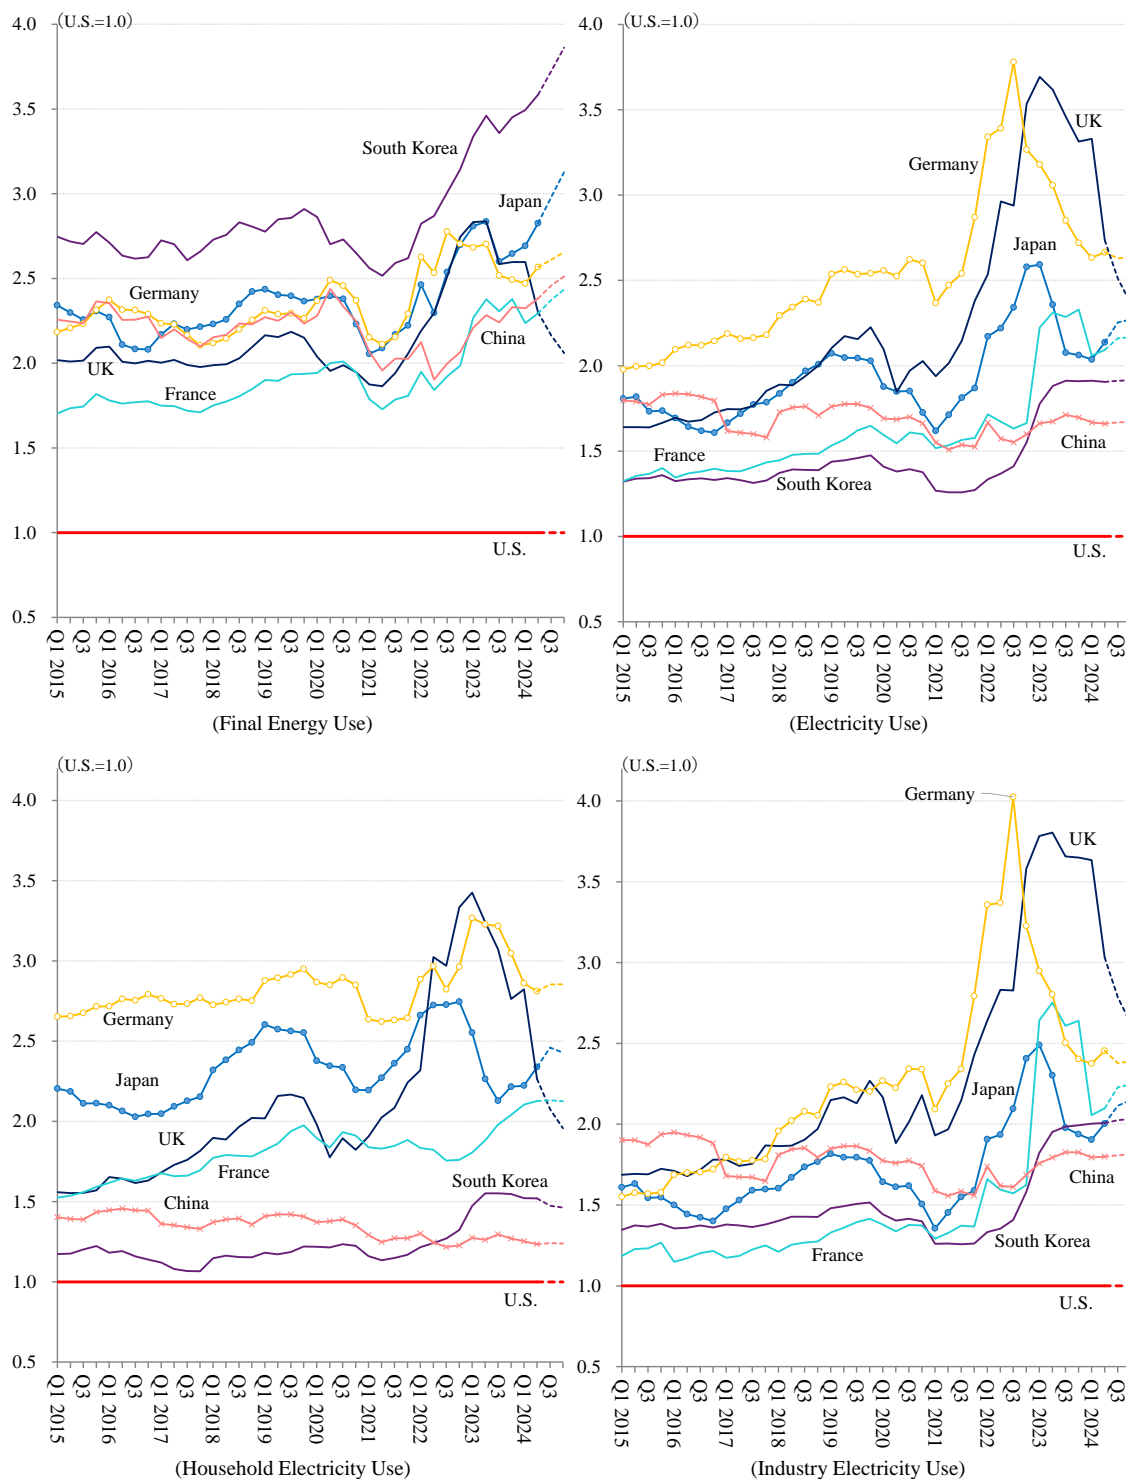 (U.S.=1.0)
4.0
3.5
3.0
2.5
2.0
1.5
1.0
0.5
South Korea
Japan
Germany
China
UK
France
U.S.
Q1 2015
Q3
Q1 2016
Q3
Q1 2017
Q3
Q1 2018
Q3
Q1 2019
Q3
Q1 2020
Q3
Q1 2021
Q3
Q1 2022
Q3
Q1 2023
Q3
Q1 2024
Q3
(Final Energy Use)
(U.S.=1.0)
4.0
3.5
3.0
2.5
2.0
1.5
1.0
0.5
UK
Germany
Japan
France
China
South Korea
U.S.
Q1 2015
Q3
Q1 2016
Q3
Q1 2017
Q3
Q1 2018
Q3
Q1 2019
Q3
Q1 2020
Q3
Q1 2021
Q3
Q1 2022
Q3
Q1 2023
Q3
Q1 2024
Q3
(Electricity Use)
(U.S.=1.0)
4.0
3.5
3.0
2.5
2.0
1.5
1.0
0.5
Germany
Japan
UK
France
China
South Korea
U.S.
Q1 2015
Q3
Q1 2016
Q3
Q1 2017
Q3
Q1 2018
Q3
Q1 2019
Q3
Q1 2020
Q3
Q1 2021
Q3
Q1 2022
Q3
Q1 2023
Q3
Q1 2024
Q3
(Household Electricity Use)
(U.S.=1.0)
4.0
3.5
3.0
2.5
2.0
1.5
1.0
0.5
Germany
UK
Japan
China
South Korea
France
U.S.
Q1 2015
Q3
Q1 2016
Q3
Q1 2017
Q3
Q1 2018
Q3
Q1 2019
Q3
Q1 2020
Q3
Q1 2021
Q3
Q1 2022
Q3
Q1 2023
Q3
Q1 2024
Q3
(Industry Electricity Use)